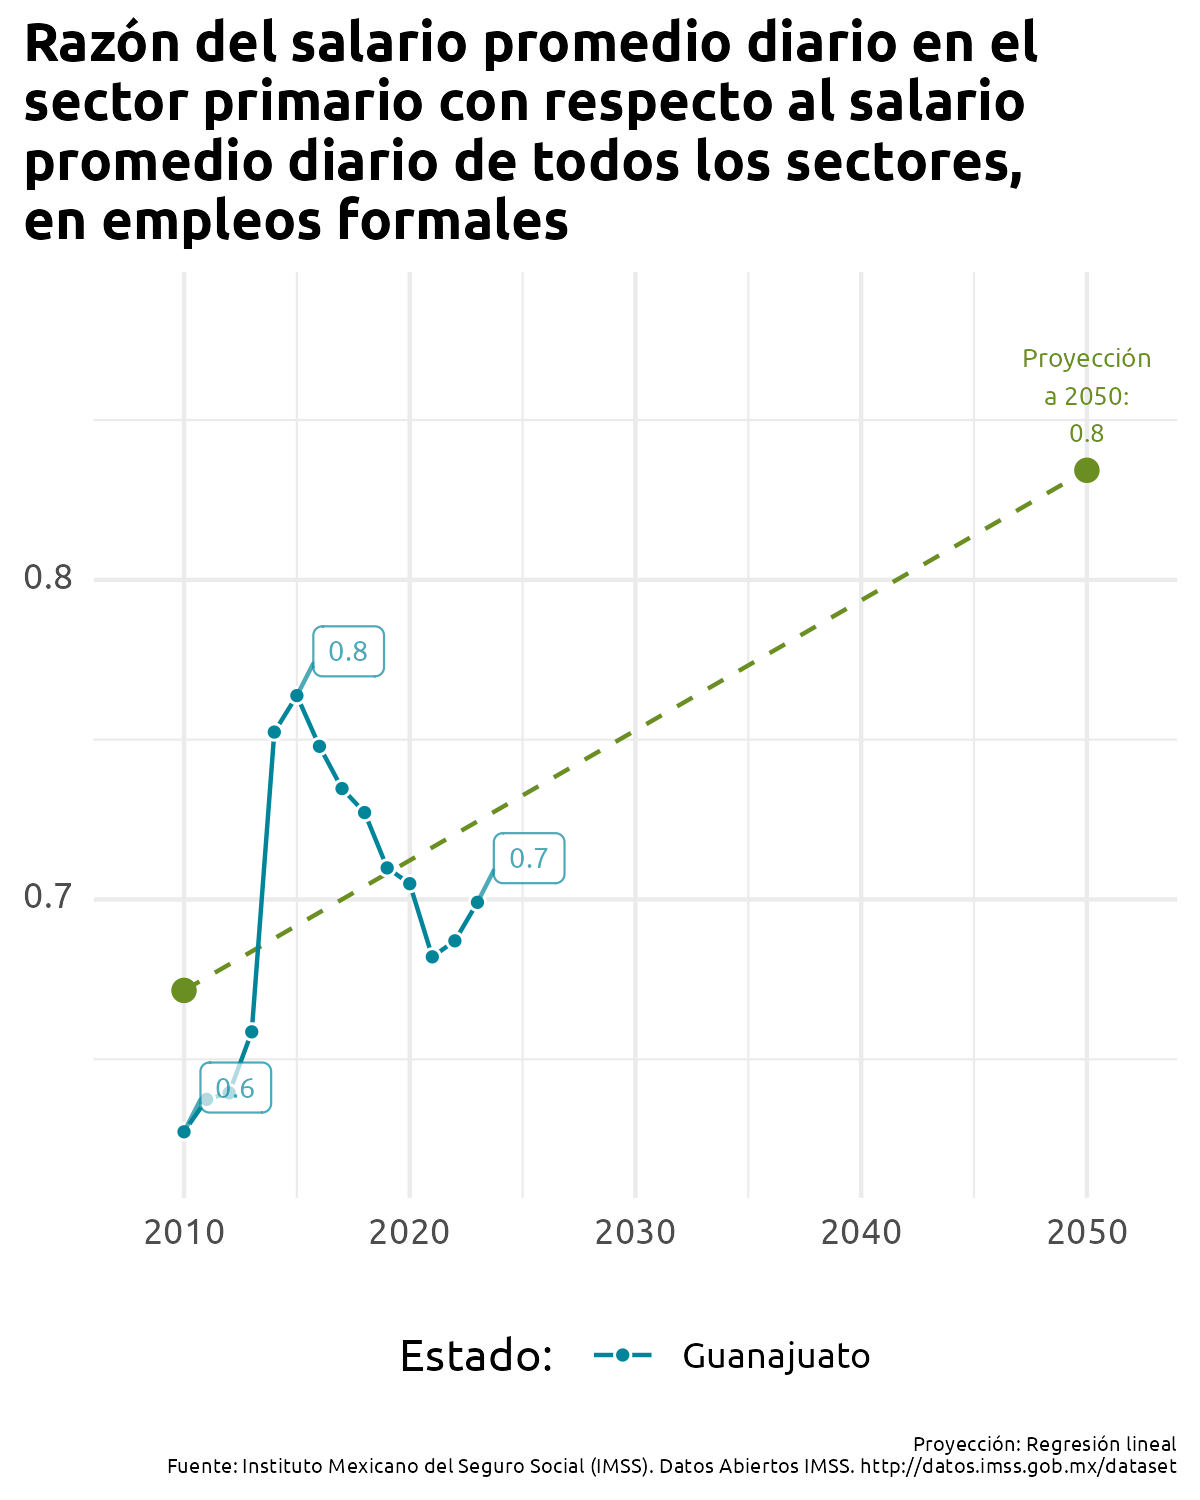 Razón del salario promedio diario en el
sector primario con respecto al salario
promedio diario de todos los sectores,
en empleos formales
Proyección
a 2050:
0.8
0.8
0.8
0.7
0.7
0.6
2010 2020 2030 2040 2050
Estado: Guanajuato
Proyección: Regresión lineal
Fuente: Instituto Mexicano del Seguro Social (IMSS). Datos Abiertos IMSS. http://datos.imss.gob.mx/dataset